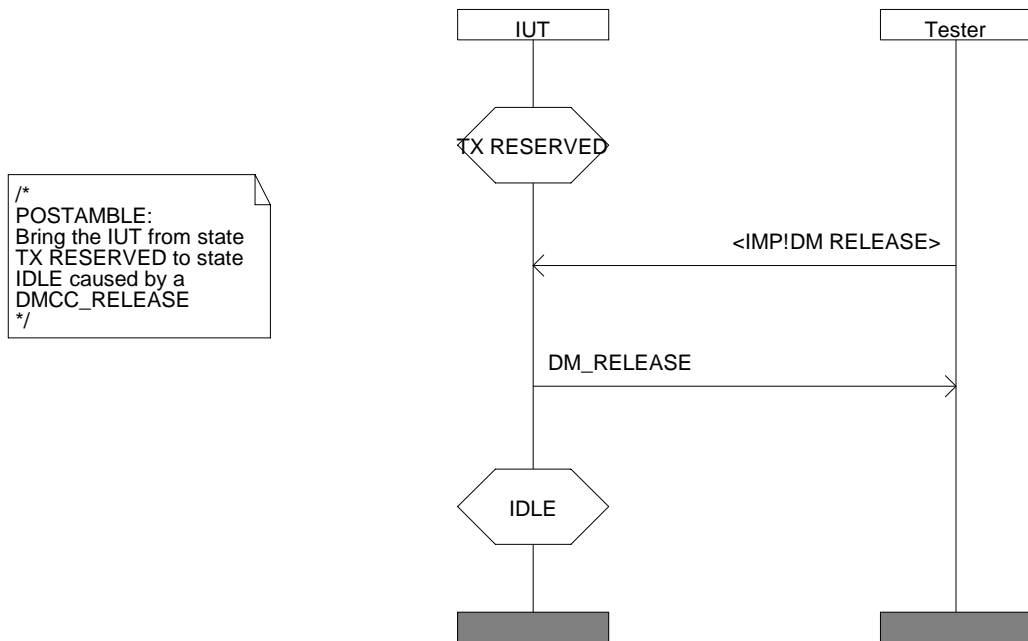 IUT
Tester
TX RESERVED
/*
POSTAMBLE:
Bring the IUT from state
TX RESERVED to state
IDLE caused by a
DMCC_RELEASE
*/
<IMP!DM RELEASE>
DM_RELEASE
IDLE